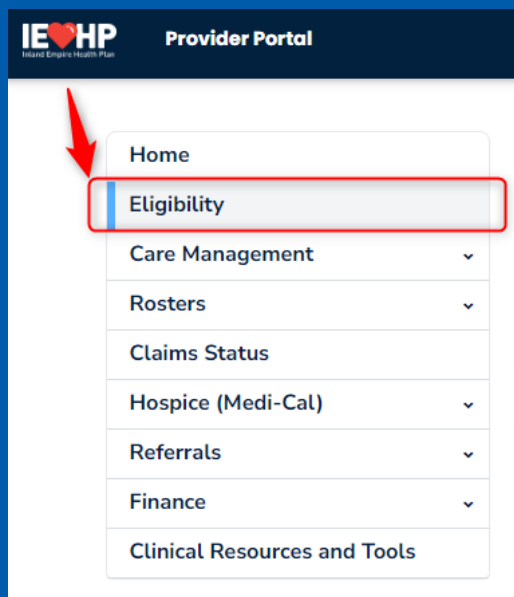 IEHP
Inland Empire Health Plan
Provider Portal
Home
Eligibility
Care Management
Rosters
Claims Status
Hospice (Medi-Cal)
Referrals
Finance
Clinical Resources and Tools